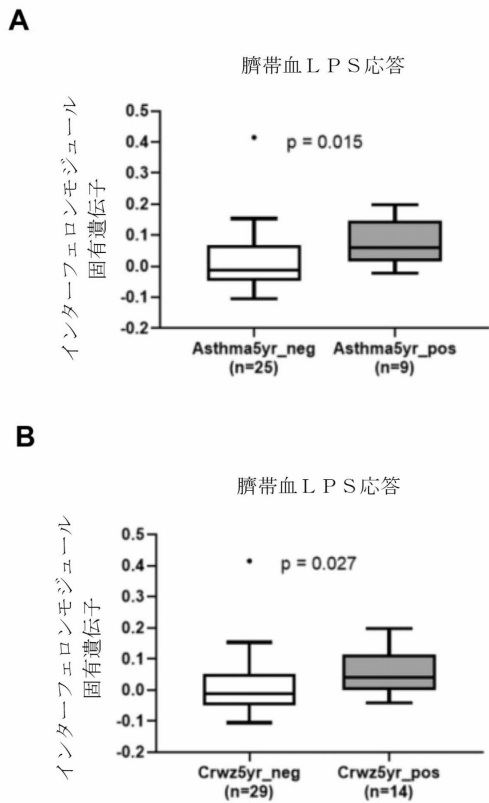 A
臍帯血ＬＰＳ応答
インターフェロンモジュール
固有遺伝子
0.5
0.4
0.3
0.2
0.1
0.0
-0.1
-0.2
p = 0.015
Asthma5yr_neg
(n=25)
Asthma5yr_pos
(n=9)
B
臍帯血ＬＰＳ応答
インターフェロンモジュール
固有遺伝子
0.5
0.4
0.3
0.2
0.1
0.0
-0.1
-0.2
p = 0.027
Crwz5yr_neg
(n=29)
Crwz5yr_pos
(n=14)